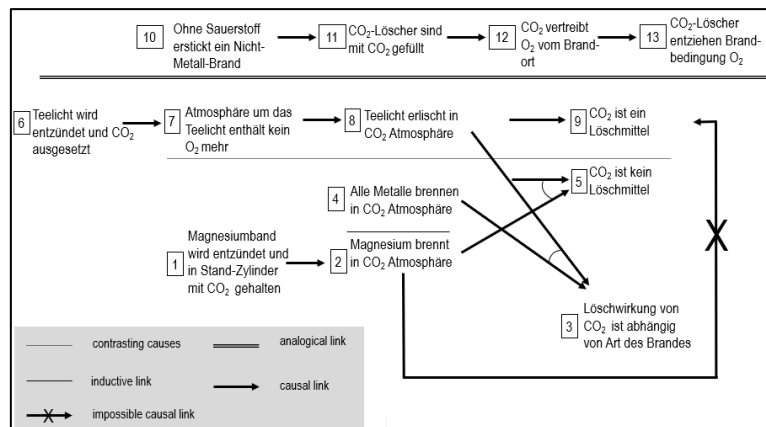 10
Ohne Sauerstoff
erstickt ein Nicht-
Metall-Brand
11
CO2-Löscher sind
mit CO2 gefüllt
12
CO2 vertreibt
O2 vom Brand-
ort
13
CO2-Löscher
entziehen Brand-
bedingung O2
6
Teelicht wird
entzündet und CO2
ausgesetzt
7
Atmosphäre um das
Teelicht enthält kein
O2 mehr
8
Teelicht erlischt in
CO2 Atmosphäre
9
CO2 ist ein
Löschmittel
5
CO2 ist kein
Löschmittel
4
Alle Metalle brennen
in CO2 Atmosphäre
1
Magnesiumband
wird entzündet und
in Stand-Zylinder
mit CO2 gehalten
2
Magnesium brennt
in CO2 Atmosphäre
3
Löschwirkung von
CO2 ist abhängig
von Art des Brandes
contrasting causes
analogical link
inductive link
causal link
impossible causal link